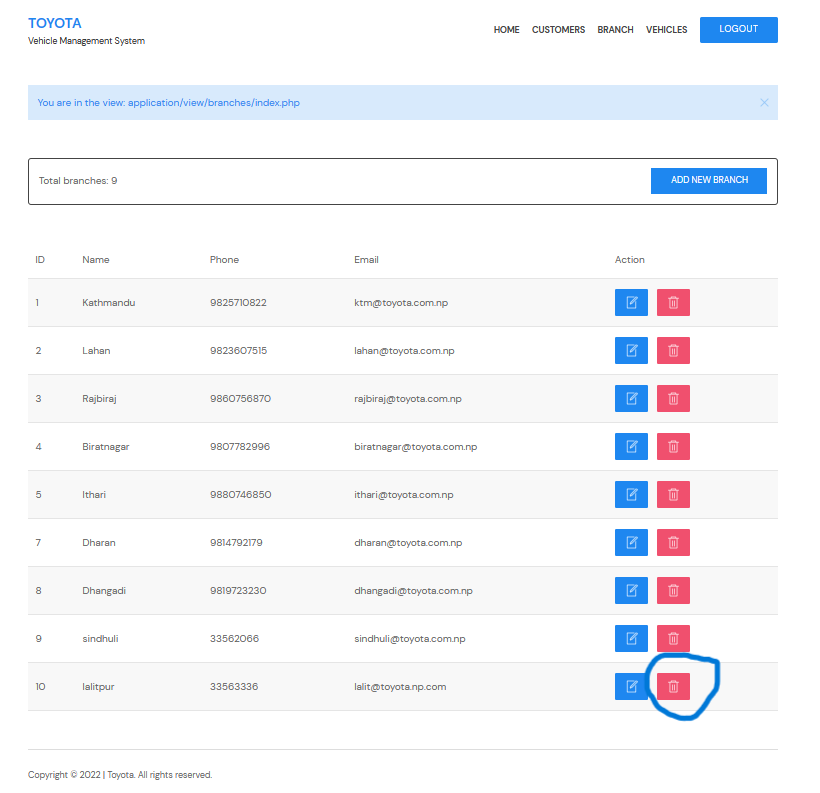 TOYOTA
Vehicle Management System
HOME CUSTOMERS BRANCH VEHICLES LOGOUT
You are in the view: application/view/branches/index.php
Total branches: 9 ADD NEW BRANCH
ID Name Phone Email Action
1 Kathmandu 9825710822 ktm@toyota.com.np
2 Lahan 9823607515 lahan@toyota.com.np
3 Rajbiraj 9860756870 rajbiraj@toyota.com.np
4 Biratnagar 9807782996 biratnagar@toyota.com.np
5 Ithari 9880746850 ithari@toyota.com.np
7 Dharan 9814792179 dharan@toyota.com.np
8 Dhangadi 9819723230 dhangadi@toyota.com.np
9 sindhuli 33562066 sindhuli@toyota.com.np
10 lalitpur 33563336 lalit@toyota.np.com
Copyright © 2022 | Toyota. All rights reserved.